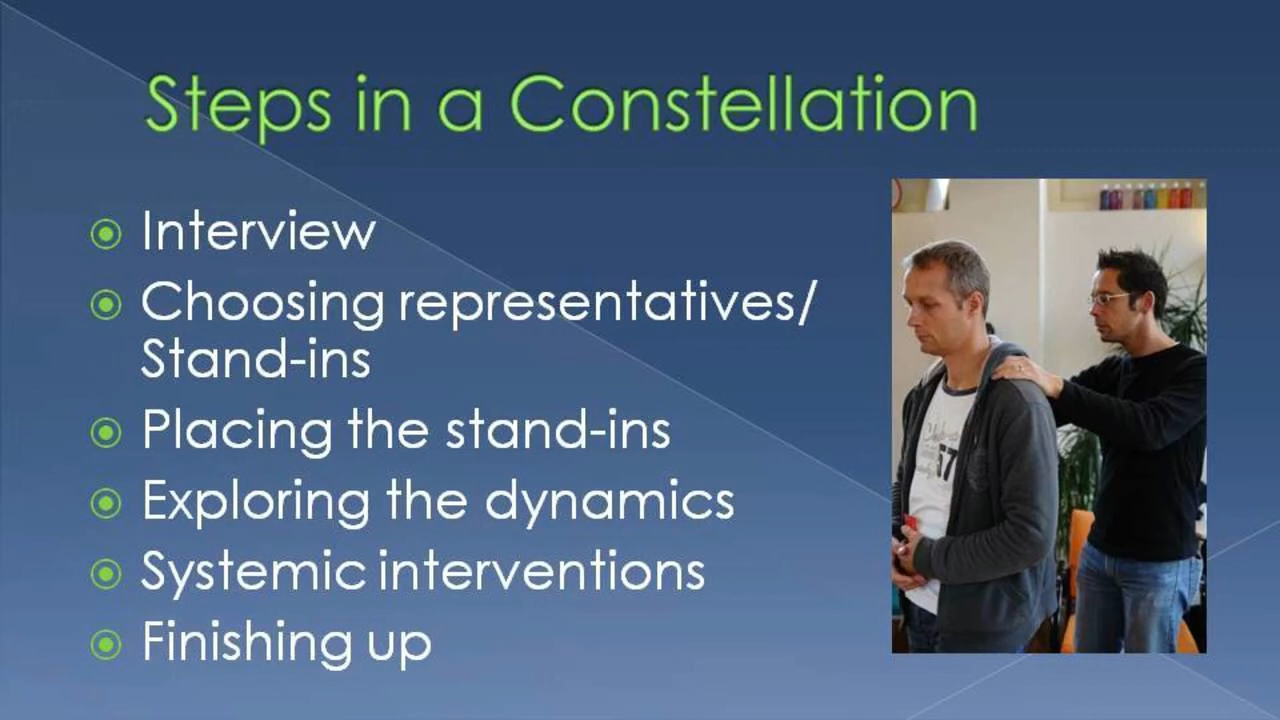 Steps in a Constellation
Interview
Choosing representatives/
Stand-ins
Placing the stand-ins
Exploring the dynamics
Systemic interventions
Finishing up
67